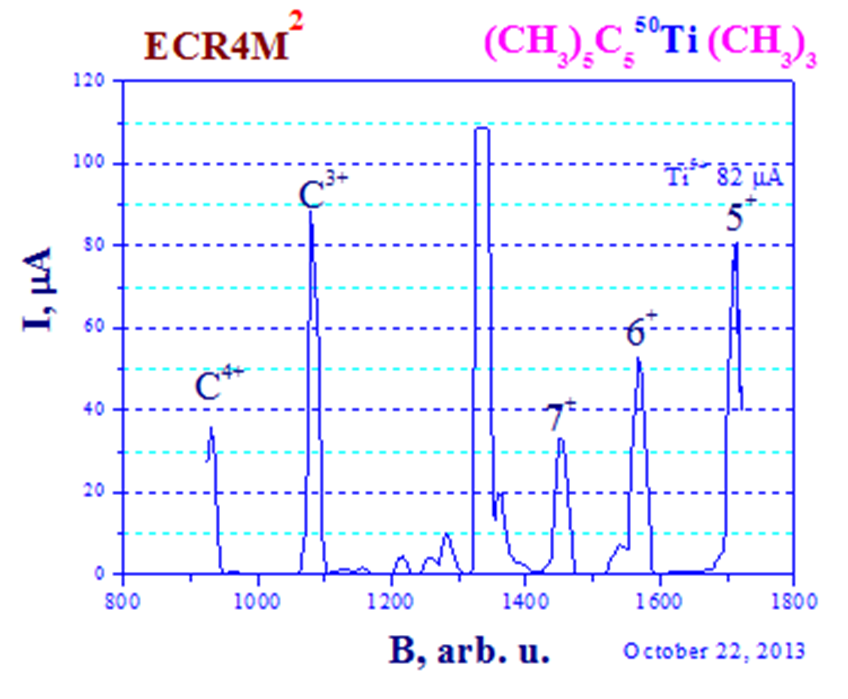 ECR4M²
(CH₃)₅C₅⁵⁰Ti (CH₃)₃
120
100
80
60
40
20
0
I, μA
C⁴⁺
C³⁺
7⁺
6⁺
Ti⁵⁺ 82 μA
5⁺
800 1000 1200 1400 1600 1800
B, arb. u.
October 22, 2013